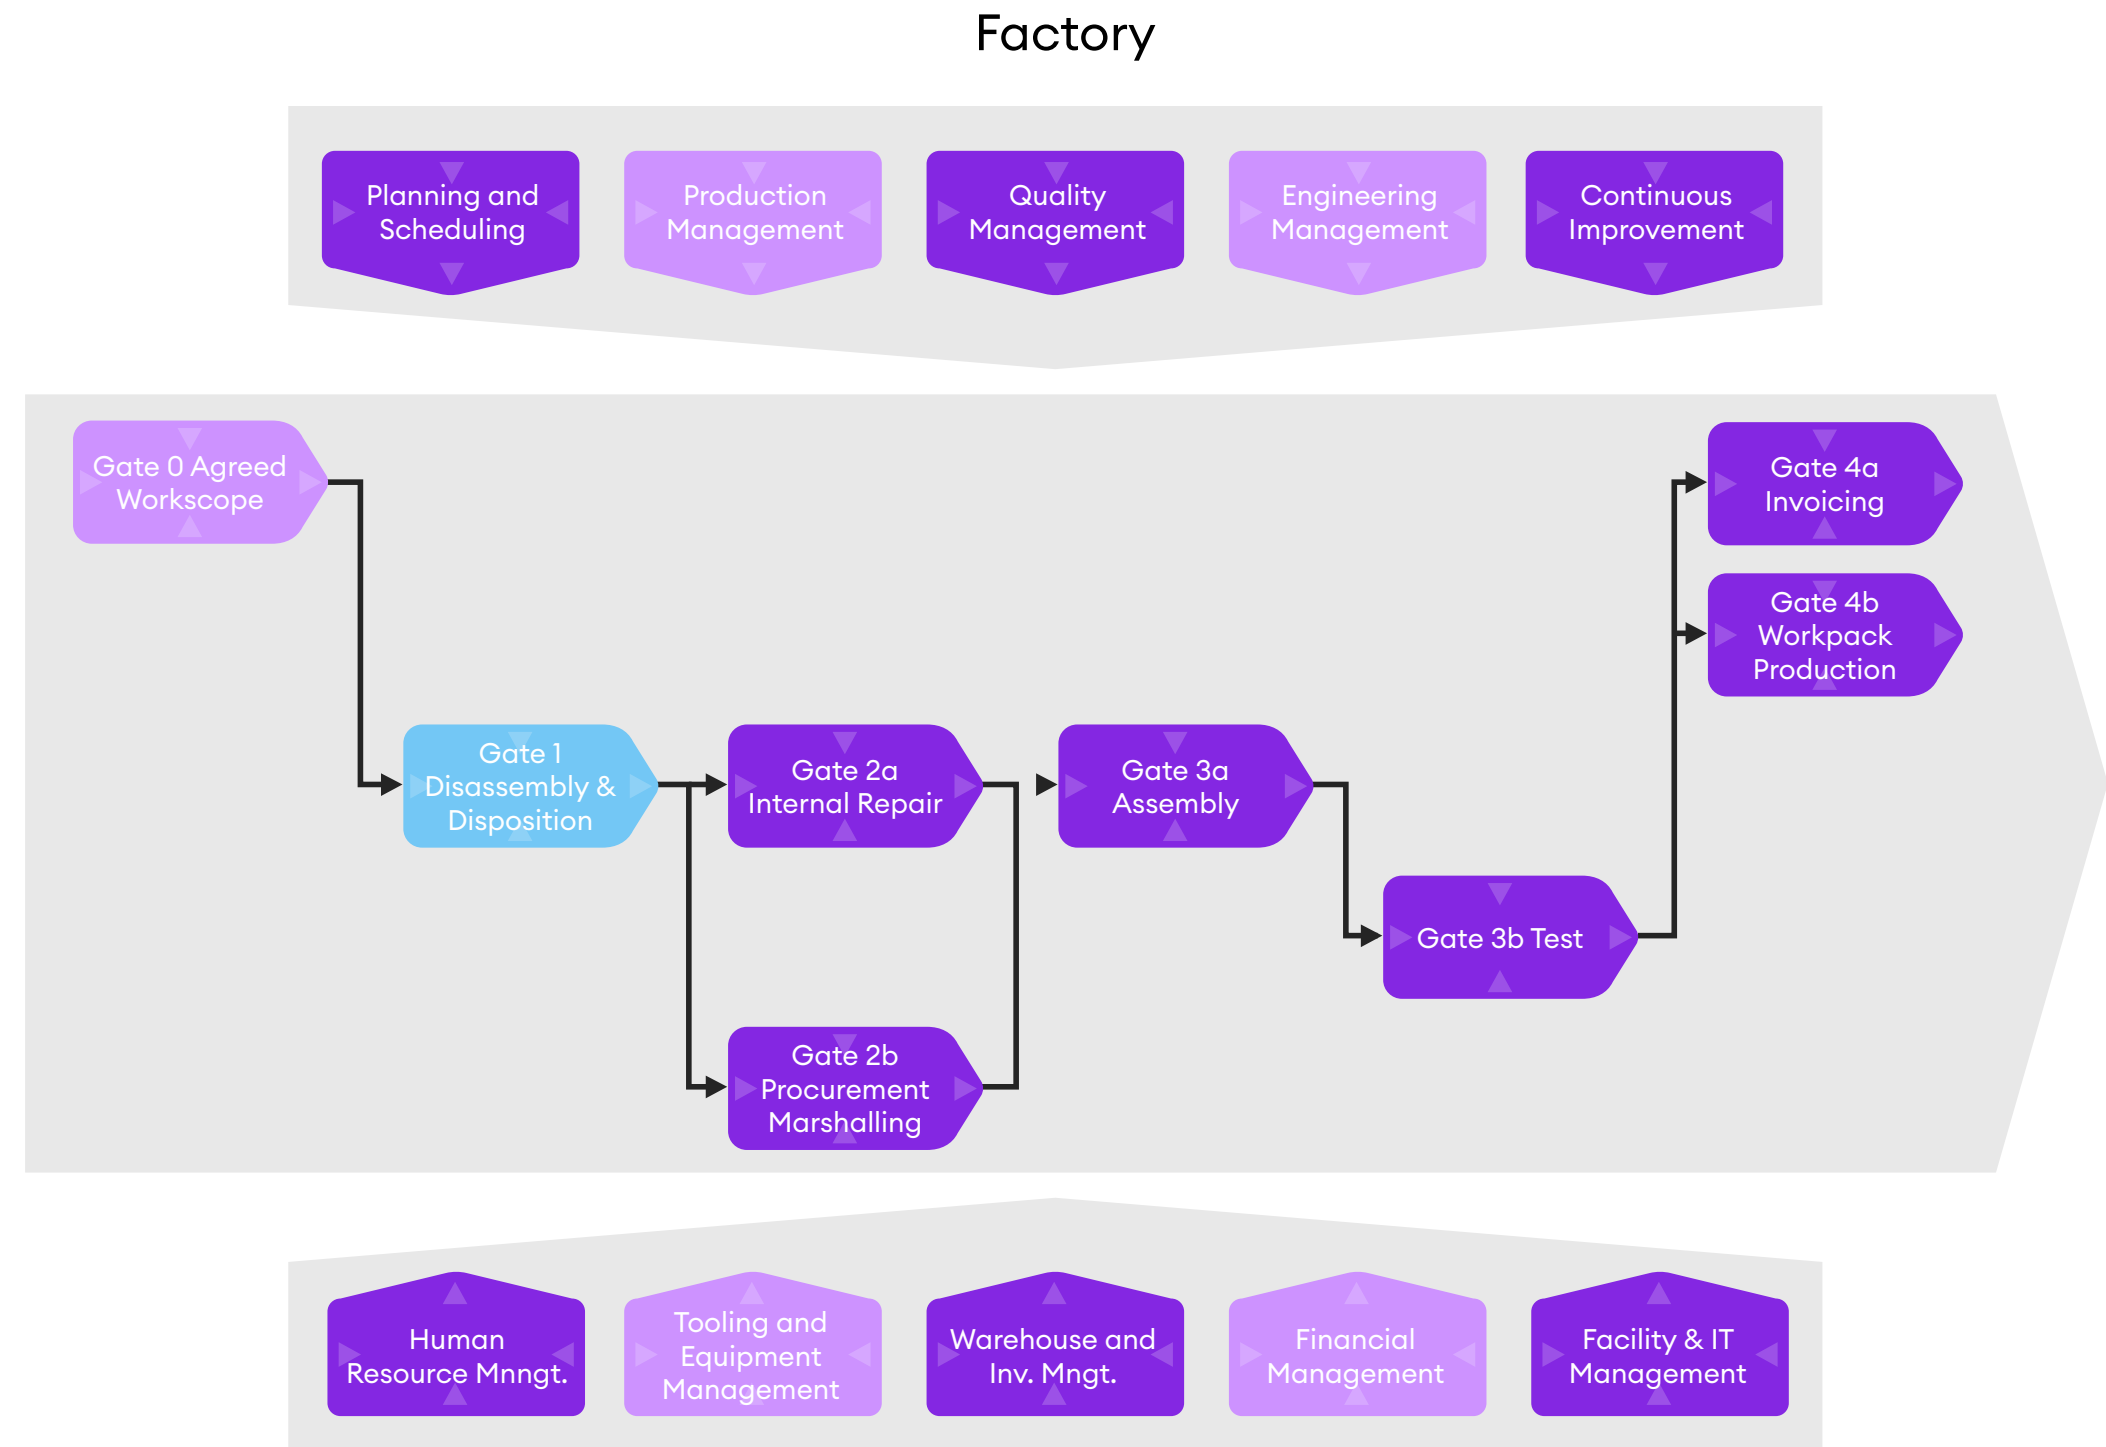 Factory
Planning and
Scheduling
Production
Management
Quality
Management
Engineering
Management
Continuous
Improvement
Gate 0 Agreed
Workscope
Gate 4a
Invoicing
Gate 4b
Workpack
Production
Gate 1
Disassembly &
Disposition
Gate 2a
Internal Repair
Gate 3a
Assembly
Gate 3b Test
Gate 2b
Procurement
Marshalling
Human
Resource Mnngt.
Tooling and
Equipment
Management
Warehouse and
Inv. Mngt.
Financial
Management
Facility & IT
Management